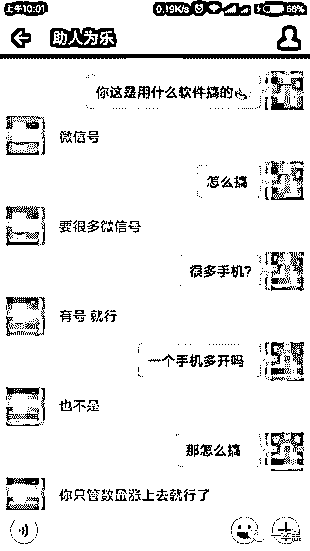 上午10:01
0.19K/s
68%
助人为乐
你这是用什么软件搞的
微信号
怎么搞
要很多微信号
很多手机?
有号 就行
一个手机多开吗
也不是
那怎么搞
你只管数量涨上去就行了